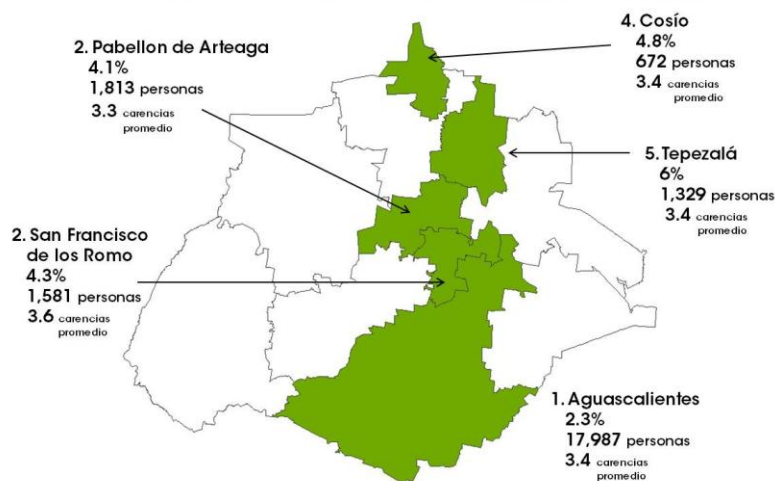 4. Cosío
4.8%
672 personas
3.4 carencias
promedio
2. Pabellon de Arteaga
4.1%
1,813 personas
3.3 carencias
promedio
5. Tepezalá
6%
1,329 personas
3.4 carencias
promedio
2. San Francisco
de los Romo
4.3%
1,581 personas
3.6 carencias
promedio
1. Aguascalientes
2.3%
17,987 personas
3.4 carencias
promedio